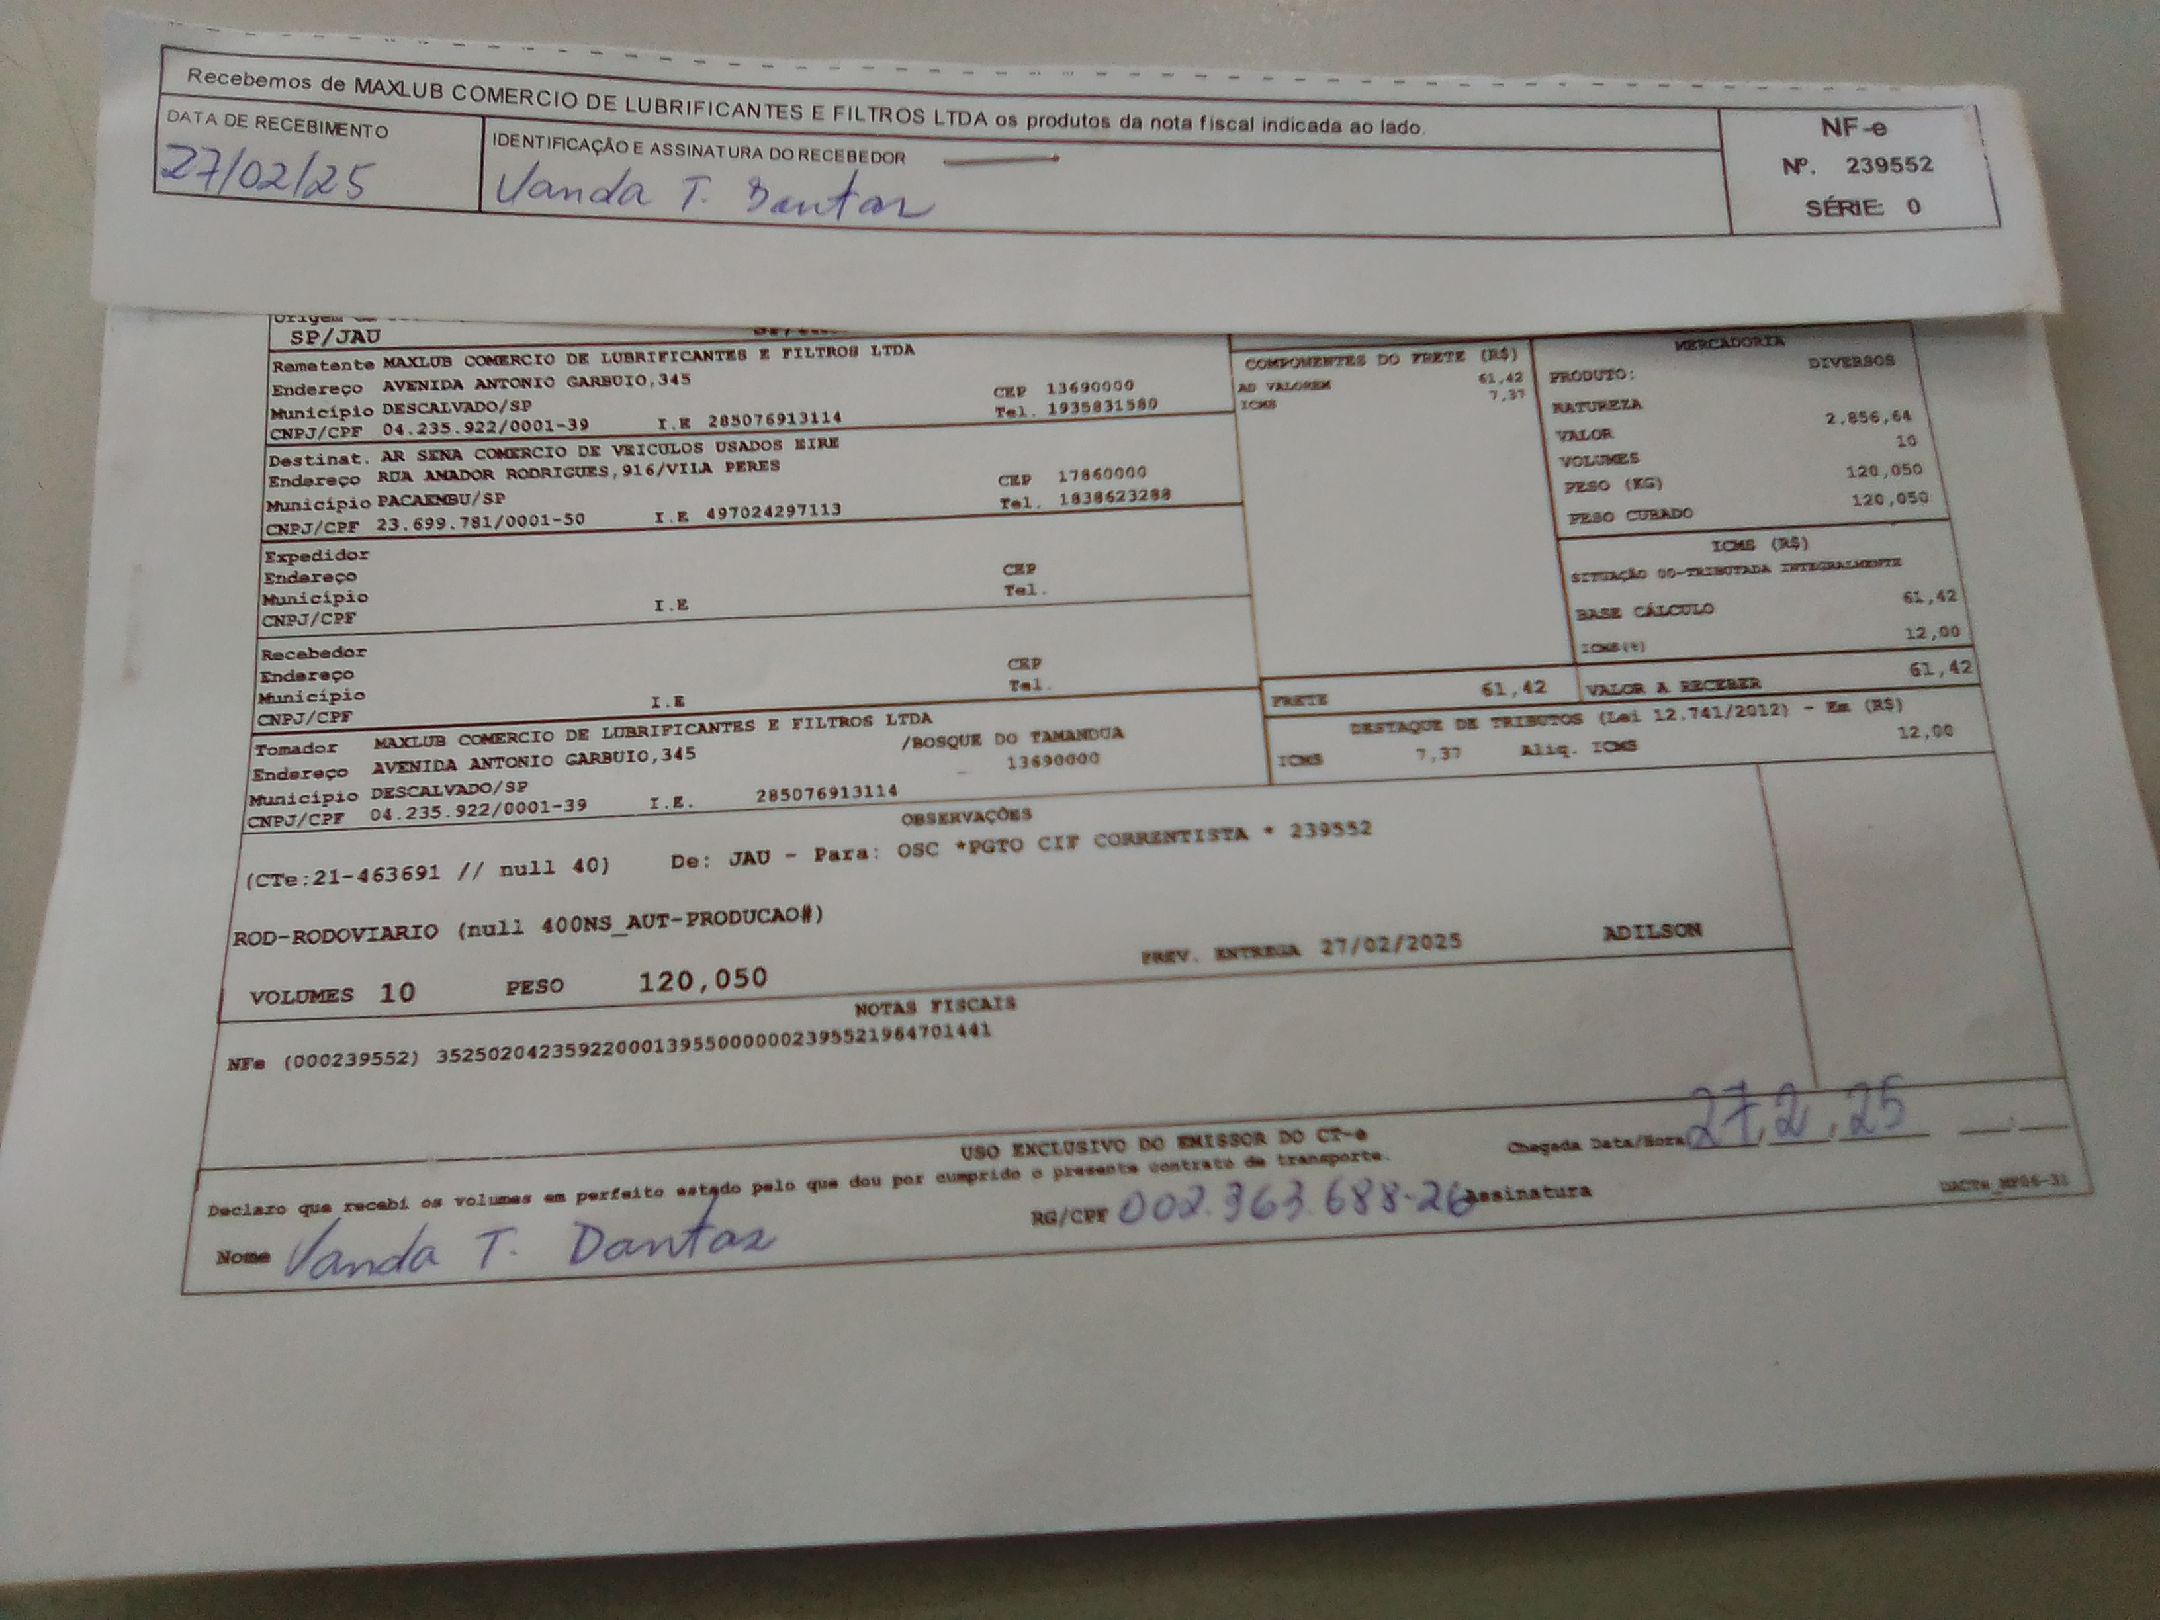 Recebemos de MAXLUB COMERCIO DE LUBRIFICANTES E FILTROS LTDA os produtos da nota fiscal indicada ao lado.
DATA DE RECEBIMENTO
27/02/25
IDENTIFICAÇÃO E ASSINATURA DO RECEBEDOR
Vanda T. Dantas
NF-e
Nº. 239552
SÉRIE: 0
SP/JAU
Remetente MAXLUB COMERCIO DE LUBRIFICANTES E FILTROS LTDA
Endereço AVENIDA ANTONIO GARBUIO,345 CEP 13690000
Município DESCALVADO/SP Tel. 1935831580
CNPJ/CPF 04.235.922/0001-39 I.E 285076913114
Destinat. AR SENA COMERCIO DE VEICULOS USADOS EIRE
Endereço RUA AMADOR RODRIGUES,916/VILA PERES CEP 17860000
Município PACAEMBU/SP Tel. 1838623288
CNPJ/CPF 23.699.781/0001-50 I.E 497024297113
Expedidor
Endereço CEP
Município Tel.
CNPJ/CPF I.E
Recebedor
Endereço CEP
Município Tel.
CNPJ/CPF I.E
Tomador MAXLUB COMERCIO DE LUBRIFICANTES E FILTROS LTDA
Endereço AVENIDA ANTONIO GARBUIO,345 /BOSQUE DO TAMANDUA
Município DESCALVADO/SP 13690000
CNPJ/CPF 04.235.922/0001-39 I.E. 285076913114
COMPONENTES DO FRETE (R$)
AD VALOREM 61,42
ICMS 7,37
MERCADORIA
PRODUTO: DIVERSOS
NATUREZA
VALOR 2.856,64
VOLUMES 10
PESO (KG) 120,050
PESO CUBADO 120,050
ICMS (R$)
SITUAÇÃO 00-TRIBUTADA INTEGRALMENTE
BASE CÁLCULO 61,42
ICMS(%) 12,00
FRETE 61,42 VALOR A RECEBER 61,42
DESTAQUE DE TRIBUTOS (Lei 12.741/2012) - Em (R$)
ICMS 7,37 Aliq. ICMS 12,00
OBSERVAÇÕES
(CTe:21-463691 // null 40) De: JAU - Para: OSC *PGTO CIF CORRENTISTA * 239552
ROD-RODOVIARIO (null 400NS_AUT-PRODUCAO#)
VOLUMES 10 PESO 120,050 PREV. ENTREGA 27/02/2025 ADILSON
NOTAS FISCAIS
NFe (000239552) 35250204235922000139550000002395521964701441
USO EXCLUSIVO DO EMISSOR DO CT-e
Declaro que recebi os volumes em perfeito estado pelo que dou por cumprido o presente contrato de transporte.
Chegada Data/Hora 27,2,25
Nome Vanda T. Dantas RG/CPF 002.363.688-26 Assinatura